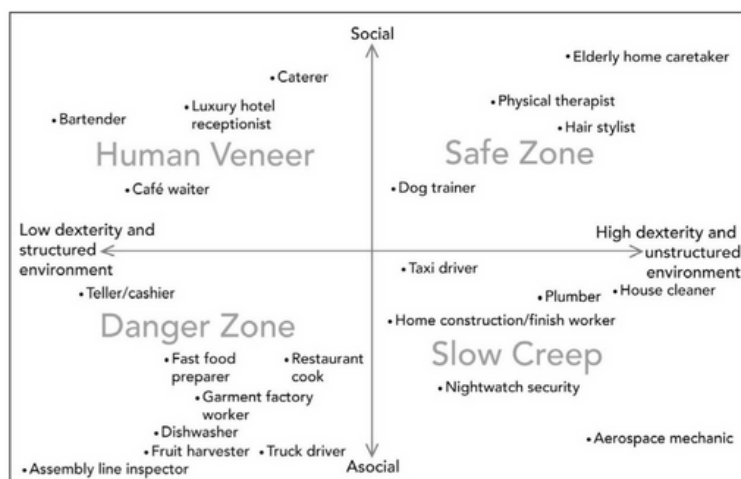 Social
• Elderly home caretaker
• Caterer
• Physical therapist
• Luxury hotel
receptionist
• Bartender
• Hair stylist
Human Veneer
Safe Zone
• Café waiter
• Dog trainer
Low dexterity and
structured
environment
High dexterity and
unstructured
environment
• Taxi driver
• Teller/cashier
• Plumber
• House cleaner
Danger Zone
• Home construction/finish worker
Slow Creep
• Fast food
preparer
• Restaurant
cook
• Nightwatch security
• Garment factory
worker
• Dishwasher
• Aerospace mechanic
• Fruit harvester
• Truck driver
Asocial
• Assembly line inspector